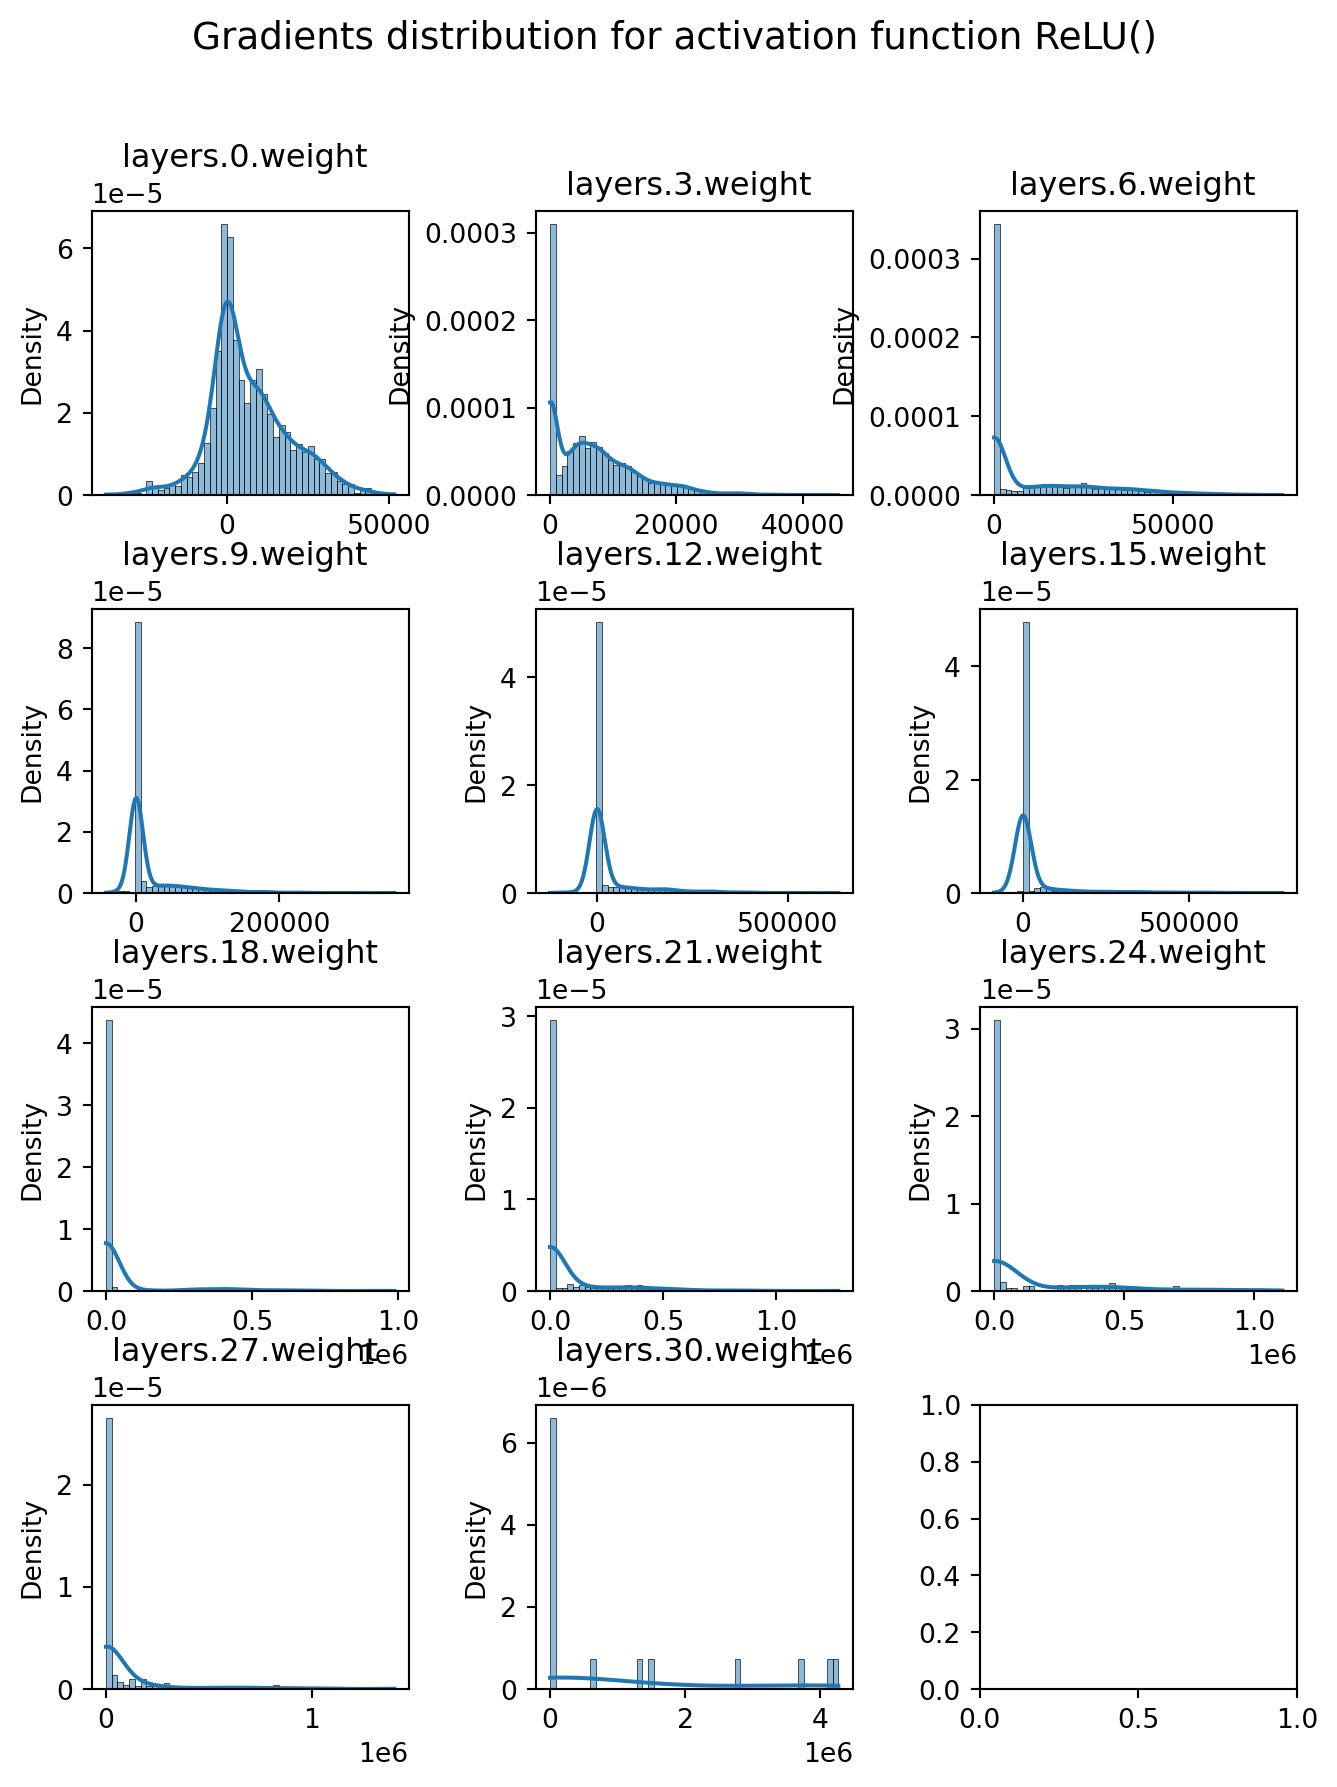 Gradients distribution for activation function ReLU()
layers.0.weight
1e−5
Density
6
4
2
0
0 50000
layers.3.weight
Density
0.0003
0.0002
0.0001
0.0000
0 20000 40000
layers.6.weight
Density
0.0003
0.0002
0.0001
0.0000
0 50000
layers.9.weight
1e−5
Density
8
6
4
2
0
0 200000
layers.12.weight
1e−5
Density
4
2
0
0 500000
layers.15.weight
1e−5
Density
4
2
0
0 500000
layers.18.weight
1e−5
Density
4
3
2
1
0
0.0 0.5 1.0
1e6
layers.21.weight
1e−5
Density
3
2
1
0
0.0 0.5 1.0
1e6
layers.24.weight
1e−5
Density
3
2
1
0
0.0 0.5 1.0
1e6
layers.27.weight
1e−5
Density
2
1
0
0 1
1e6
layers.30.weight
1e−6
Density
6
4
2
0
0 2 4
1e6
1.0
0.8
0.6
0.4
0.2
0.0
0.0 0.5 1.0